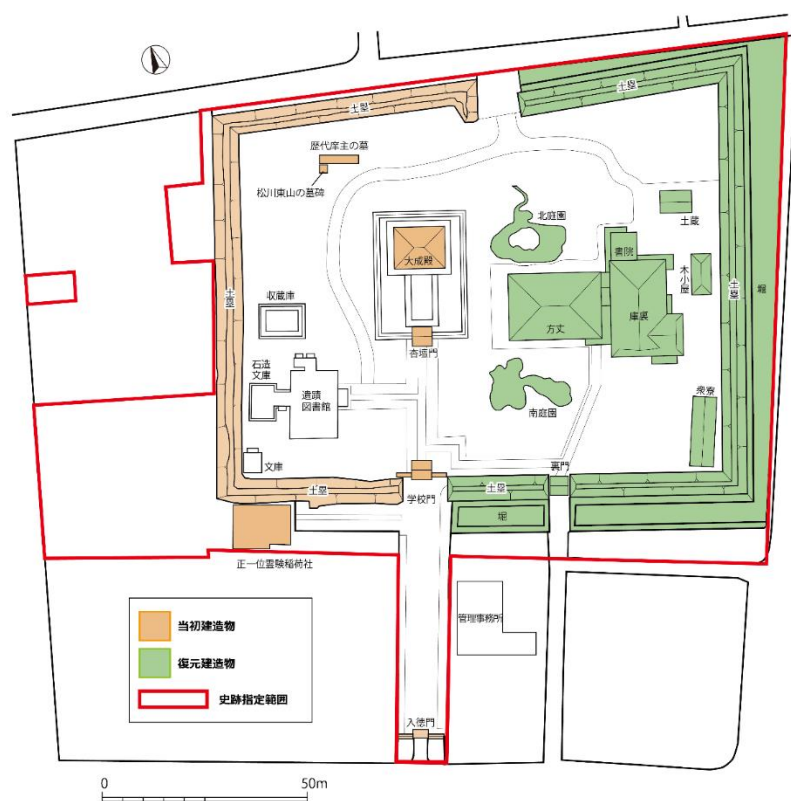 土塁
土塁
歴代庠主の墓
松川東山の墓碑
北庭園
土蔵
書院
大成殿
木小屋
土塁
土塁
堀
収蔵庫
方丈
庫裏
杏壇門
石造
文庫
遺蹟
図書館
南庭園
衆寮
文庫
裏門
土塁
学校門
土塁
堀
正一位霊験稲荷社
管理事務所
当初建造物
復元建造物
史跡指定範囲
入徳門
0
50m